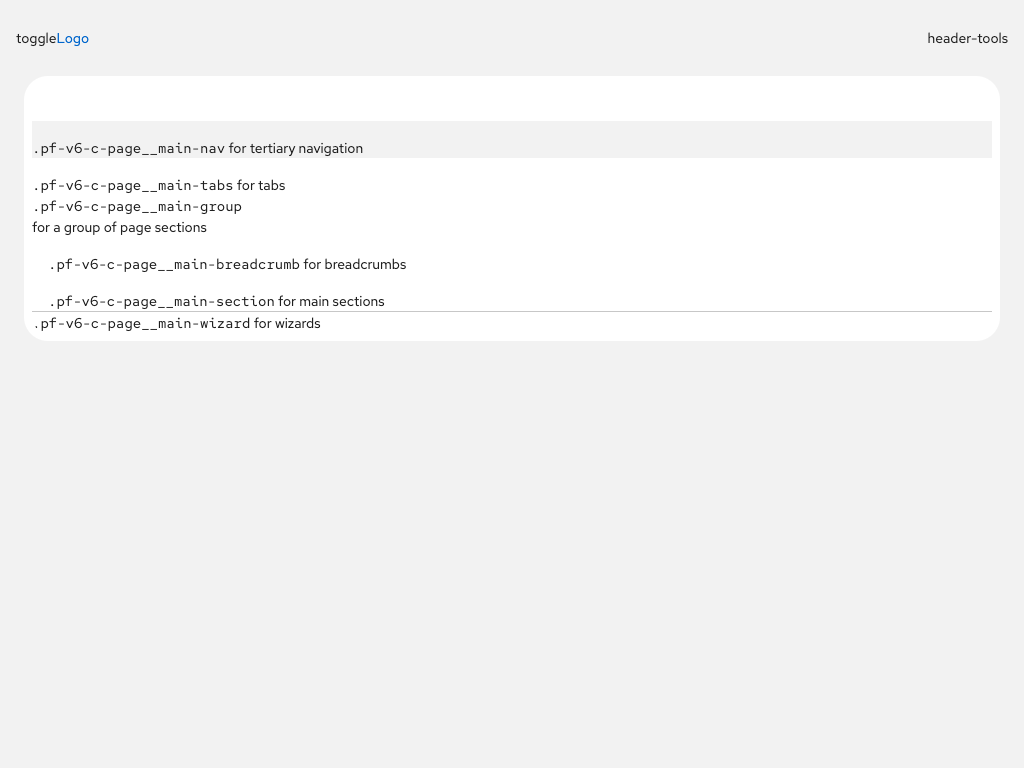 toggleLogo header-tools
.pf-v6-c-page__main-nav for tertiary navigation
.pf-v6-c-page__main-tabs for tabs
.pf-v6-c-page__main-group
for a group of page sections
.pf-v6-c-page__main-breadcrumb for breadcrumbs
.pf-v6-c-page__main-section for main sections
.pf-v6-c-page__main-wizard for wizards